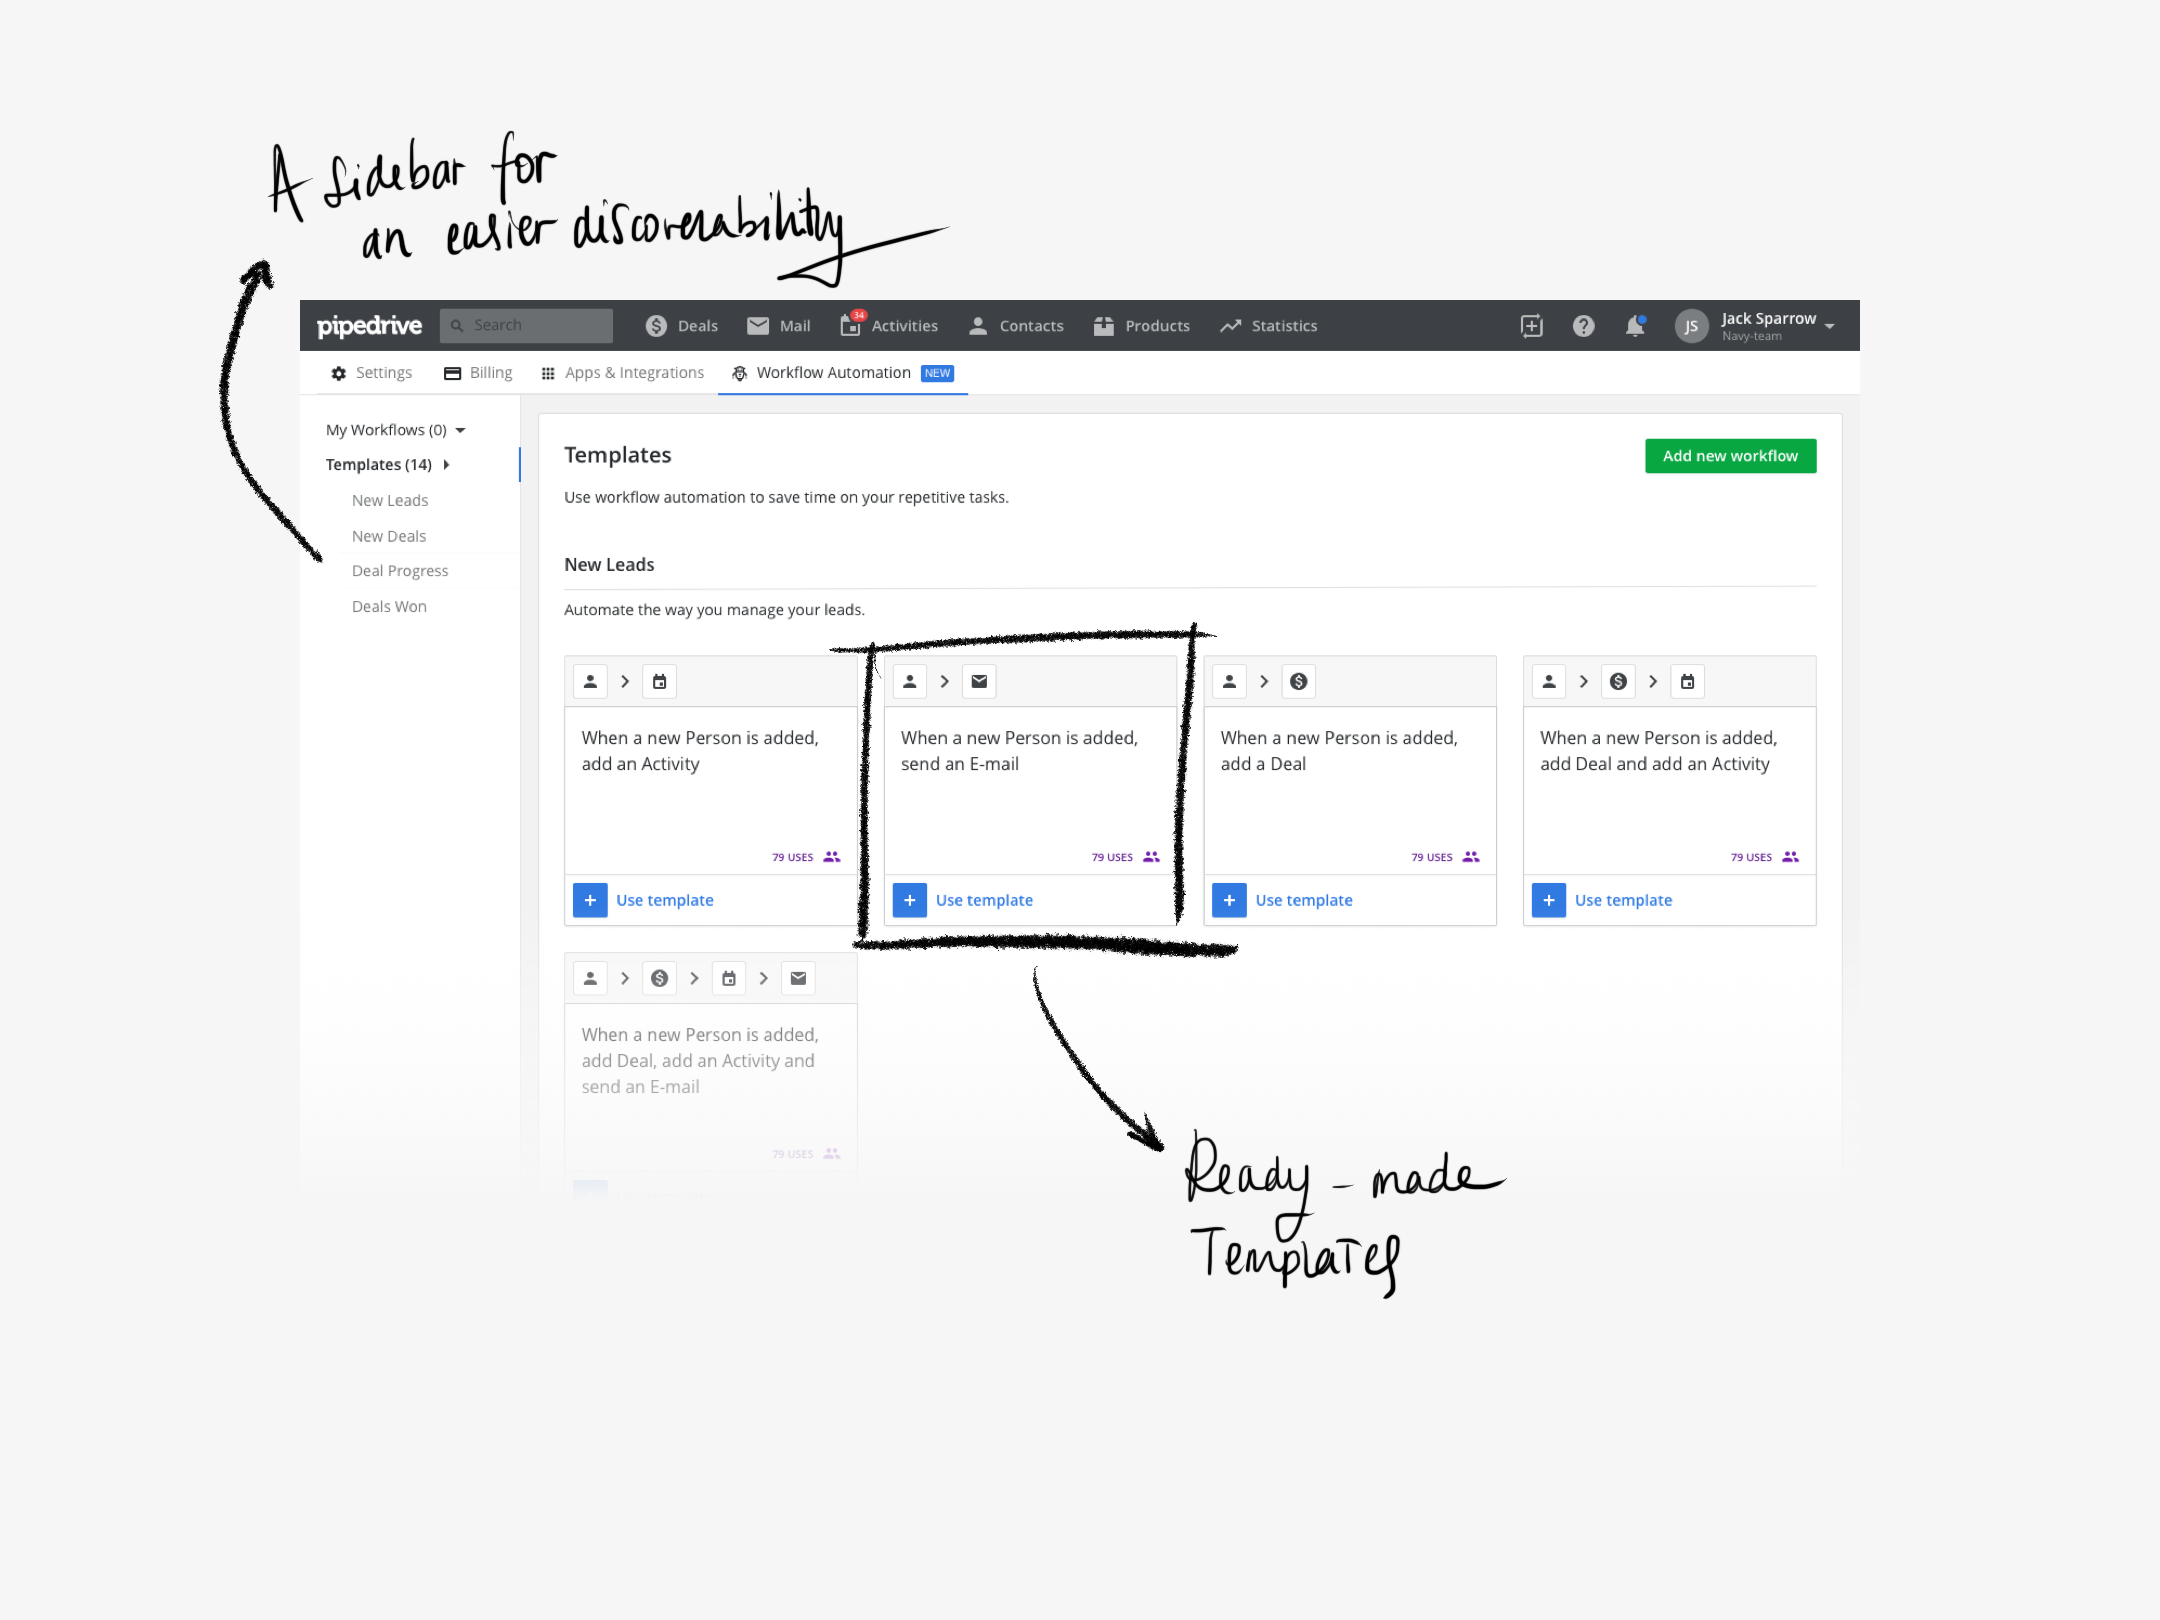 A sidebar for
an easier discoverability
pipedrive Search Deals Mail 34 Activities Contacts Products Statistics JS Jack Sparrow
Navy-team
Settings Billing Apps & Integrations Workflow Automation NEW
My Workflows (0)
Templates (14)
New Leads
New Deals
Deal Progress
Deals Won
Templates
Add new workflow
Use workflow automation to save time on your repetitive tasks.
New Leads
Automate the way you manage your leads.
When a new Person is added,
add an Activity
79 USES
Use template
When a new Person is added,
send an E-mail
79 USES
Use template
When a new Person is added,
add a Deal
79 USES
Use template
When a new Person is added,
add Deal and add an Activity
79 USES
Use template
When a new Person is added,
add Deal, add an Activity and
send an E-mail
79 USES
Ready-made
Templates